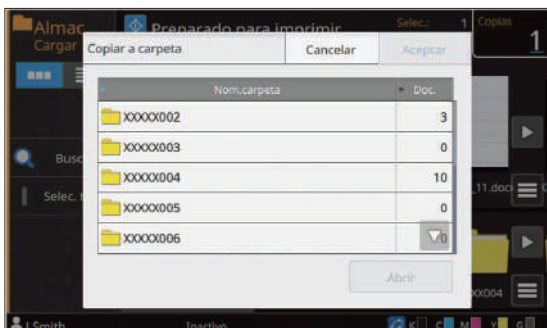 Almac
Preparado para imprimir
Selec.: 1
Copias
Cargar
Copiar a carpeta
Cancelar
Aceptar
1
Nom.carpeta
Doc.
XXXXX002 3
XXXXX003 0
Busc
XXXXX004 10
Selec. t
_11.doc
XXXXX005 0
XXXXX006 0
Abrir
XX004
J.Smith
Inactivo
K C M Y G